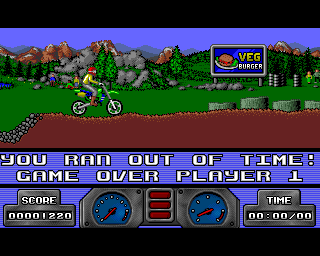 VEG
BURGER
YOU RAN OUT OF TIME:
GAME OVER PLAYER 1
SCORE
00001220
TIME
00:00/00